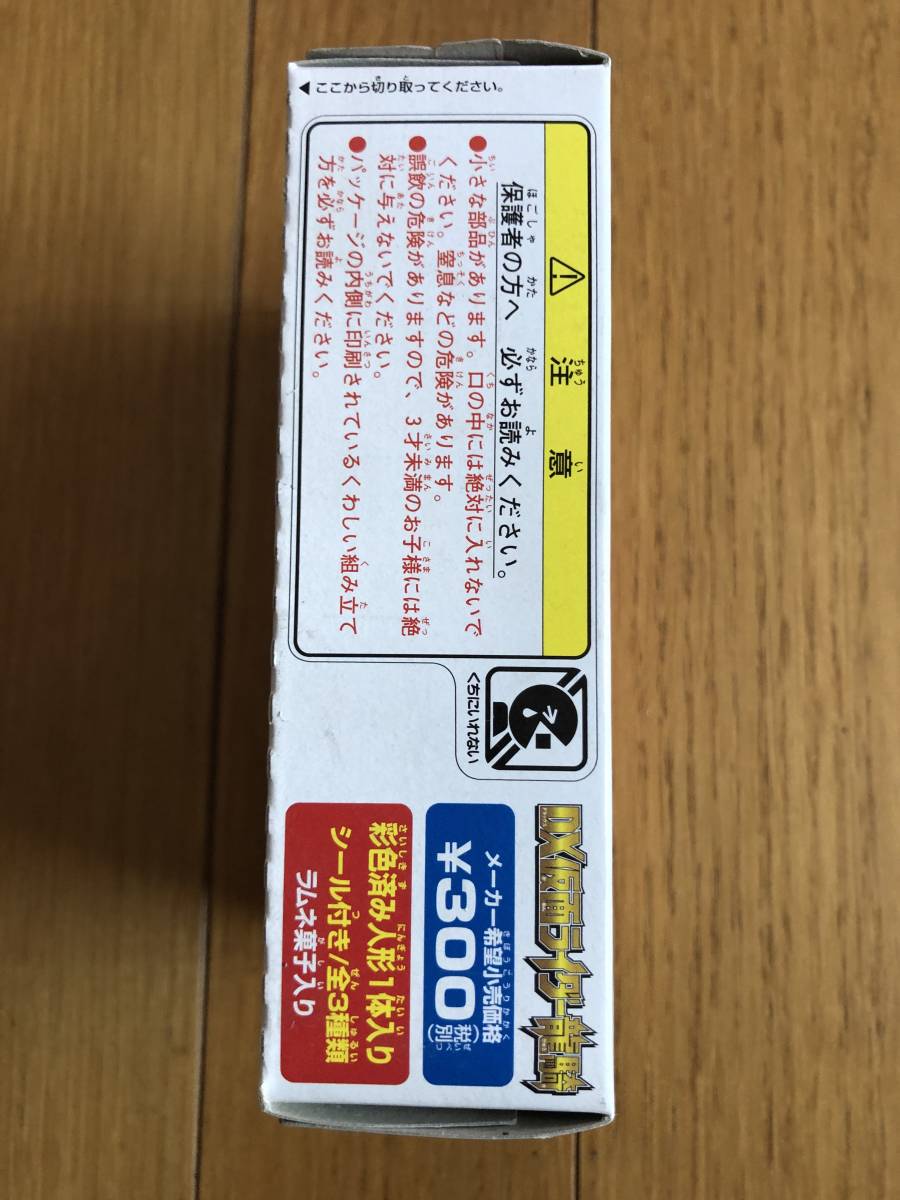 ◀ここから切り取ってください。
⚠ 注意
保護者の方へ 必ずお読みください。
●小さな部品があります。口の中には絶対に入れないで
ください。窒息などの危険があります。
●誤飲の危険がありますので、3才未満のお子様には絶
対に与えないでください。
●パッケージの内側に印刷されているくわしい組み立て
方を必ずお読みください。
くちにいれない
DX仮面ライダー龍騎
メーカー希望小売価格
¥300(税別)
彩色済み人形1体入り
シール付き/全3種類
ラムネ菓子入り